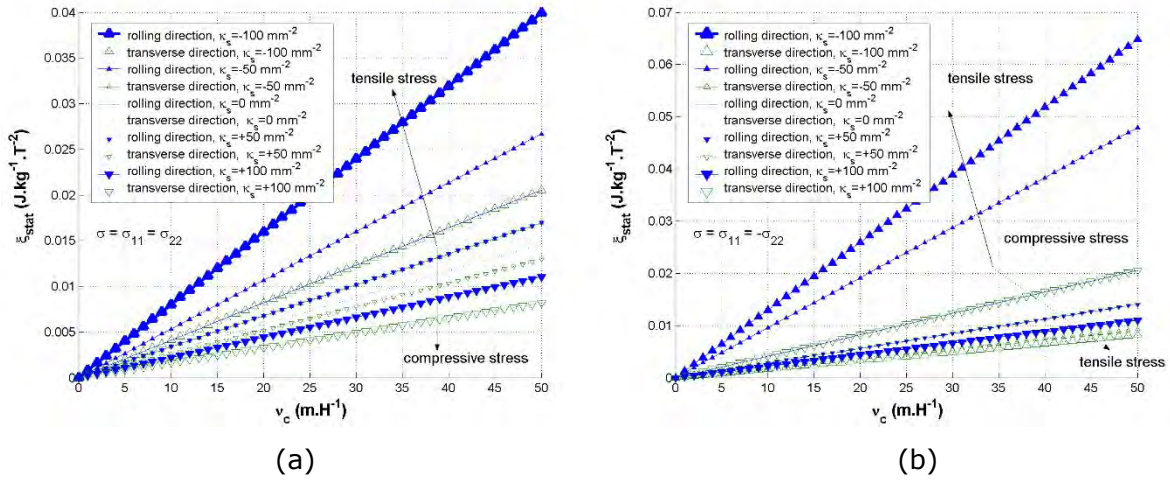 0.04
0.035
0.03
0.025
0.02
0.015
0.01
0.005
0
rolling direction, κs=-100 mm-2
transverse direction, κs=-100 mm-2
rolling direction, κs=-50 mm-2
transverse direction, κs=-50 mm-2
rolling direction, κs=0 mm-2
transverse direction, κs=0 mm-2
rolling direction, κs=+50 mm-2
transverse direction, κs=+50 mm-2
rolling direction, κs=+100 mm-2
transverse direction, κs=+100 mm-2
tensile stress
σ = σ11 = σ22
compressive stress
ξstat (J.kg-1.T-2)
0 5 10 15 20 25 30 35 40 45 50
νc (m.H-1)
(a)
0.07
0.06
0.05
0.04
0.03
0.02
0.01
0
rolling direction, κs=-100 mm-2
transverse direction, κs=-100 mm-2
rolling direction, κs=-50 mm-2
transverse direction, κs=-50 mm-2
rolling direction, κs=0 mm-2
transverse direction, κs=0 mm-2
rolling direction, κs=+50 mm-2
transverse direction, κs=+50 mm-2
rolling direction, κs=+100 mm-2
transverse direction, κs=+100 mm-2
tensile stress
σ = σ11 = -σ22
compressive stress
tensile stress
ξstat (J.kg-1.T-2)
0 5 10 15 20 25 30 35 40 45 50
νc (m.H-1)
(b)